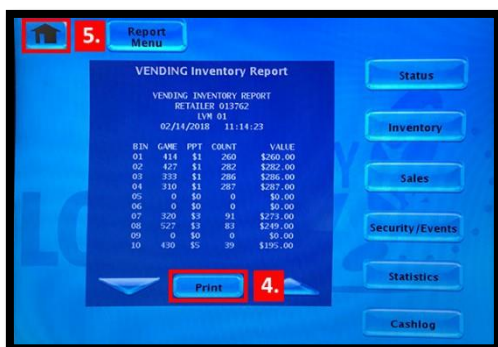 5.
Report
Menu
VENDING Inventory Report
VENDING INVENTORY REPORT
RETAILER 013762
LVM 01
02/14/2018 11:14:23
BIN GAME PPT COUNT VALUE
01 414 $1 260 $260.00
02 427 $1 282 $282.00
03 333 $1 286 $286.00
04 310 $1 287 $287.00
05 0 $0 0 $0.00
06 0 $0 0 $0.00
07 320 $3 91 $273.00
08 527 $3 83 $249.00
09 0 $0 0 $0.00
10 430 $5 39 $195.00
Print
4.
Status
Inventory
Sales
Security/Events
Statistics
Cashlog